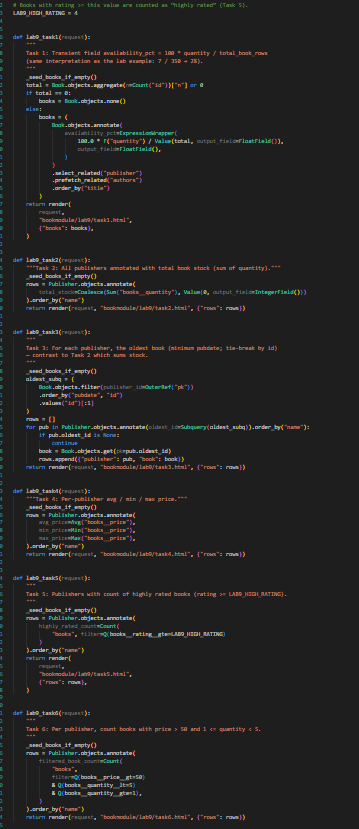 # Books with rating >= this value are counted as "highly rated" (Task 5).
LAB9_HIGH_RATING = 4
def lab9_task1(request):
"""
Task 1: Transient field availability_pct = 100 * quantity / total_book_rows
(same interpretation as the lab example: 7 / 350 = 2%).
"""
_seed_books_if_empty()
total = Book.objects.aggregate(n=Count("id"))["n"] or 0
if total == 0:
books = Book.objects.none()
else:
books = (
Book.objects.annotate(
availability_pct=ExpressionWrapper(
100.0 * F("quantity") / Value(total, output_field=FloatField()),
output_field=FloatField(),
)
)
.select_related("publisher")
.prefetch_related("authors")
.order_by("title")
)
return render(
request,
"bookmodule/lab9/task1.html",
{"books": books},
)
def lab9_task2(request):
"""Task 2: All publishers annotated with total book stock (sum of quantity)."""
_seed_books_if_empty()
rows = Publisher.objects.annotate(
total_stock=Coalesce(Sum("books__quantity"), Value(0, output_field=IntegerField()))
).order_by("name")
return render(request, "bookmodule/lab9/task2.html", {"rows": rows})
def lab9_task3(request):
"""
Task 3: For each publisher, the oldest book (minimum pubdate; tie-break by id)
— contrast to Task 2 which sums stock.
"""
_seed_books_if_empty()
oldest_subq = (
Book.objects.filter(publisher_id=OuterRef("pk"))
.order_by("pubdate", "id")
.values("id")[:1]
)
rows = []
for pub in Publisher.objects.annotate(oldest_id=Subquery(oldest_subq)).order_by("name"):
if pub.oldest_id is None:
continue
book = Book.objects.get(pk=pub.oldest_id)
rows.append({"publisher": pub, "book": book})
return render(request, "bookmodule/lab9/task3.html", {"rows": rows})
def lab9_task4(request):
"""Task 4: Per-publisher avg / min / max price."""
_seed_books_if_empty()
rows = Publisher.objects.annotate(
avg_price=Avg("books__price"),
min_price=Min("books__price"),
max_price=Max("books__price"),
).order_by("name")
return render(request, "bookmodule/lab9/task4.html", {"rows": rows})
def lab9_task5(request):
"""
Task 5: Publishers with count of highly rated books (rating >= LAB9_HIGH_RATING).
"""
_seed_books_if_empty()
rows = Publisher.objects.annotate(
highly_rated_count=Count(
"books", filter=Q(books__rating__gte=LAB9_HIGH_RATING)
)
).order_by("name")
return render(
request,
"bookmodule/lab9/task5.html",
{"rows": rows},
)
def lab9_task6(request):
"""
Task 6: Per publisher, count books with price > 50 and 1 <= quantity < 5.
"""
_seed_books_if_empty()
rows = Publisher.objects.annotate(
filtered_book_count=Count(
"books",
filter=Q(books__price__gt=50)
& Q(books__quantity__lt=5)
& Q(books__quantity__gte=1),
)
).order_by("name")
return render(request, "bookmodule/lab9/task6.html", {"rows": rows})